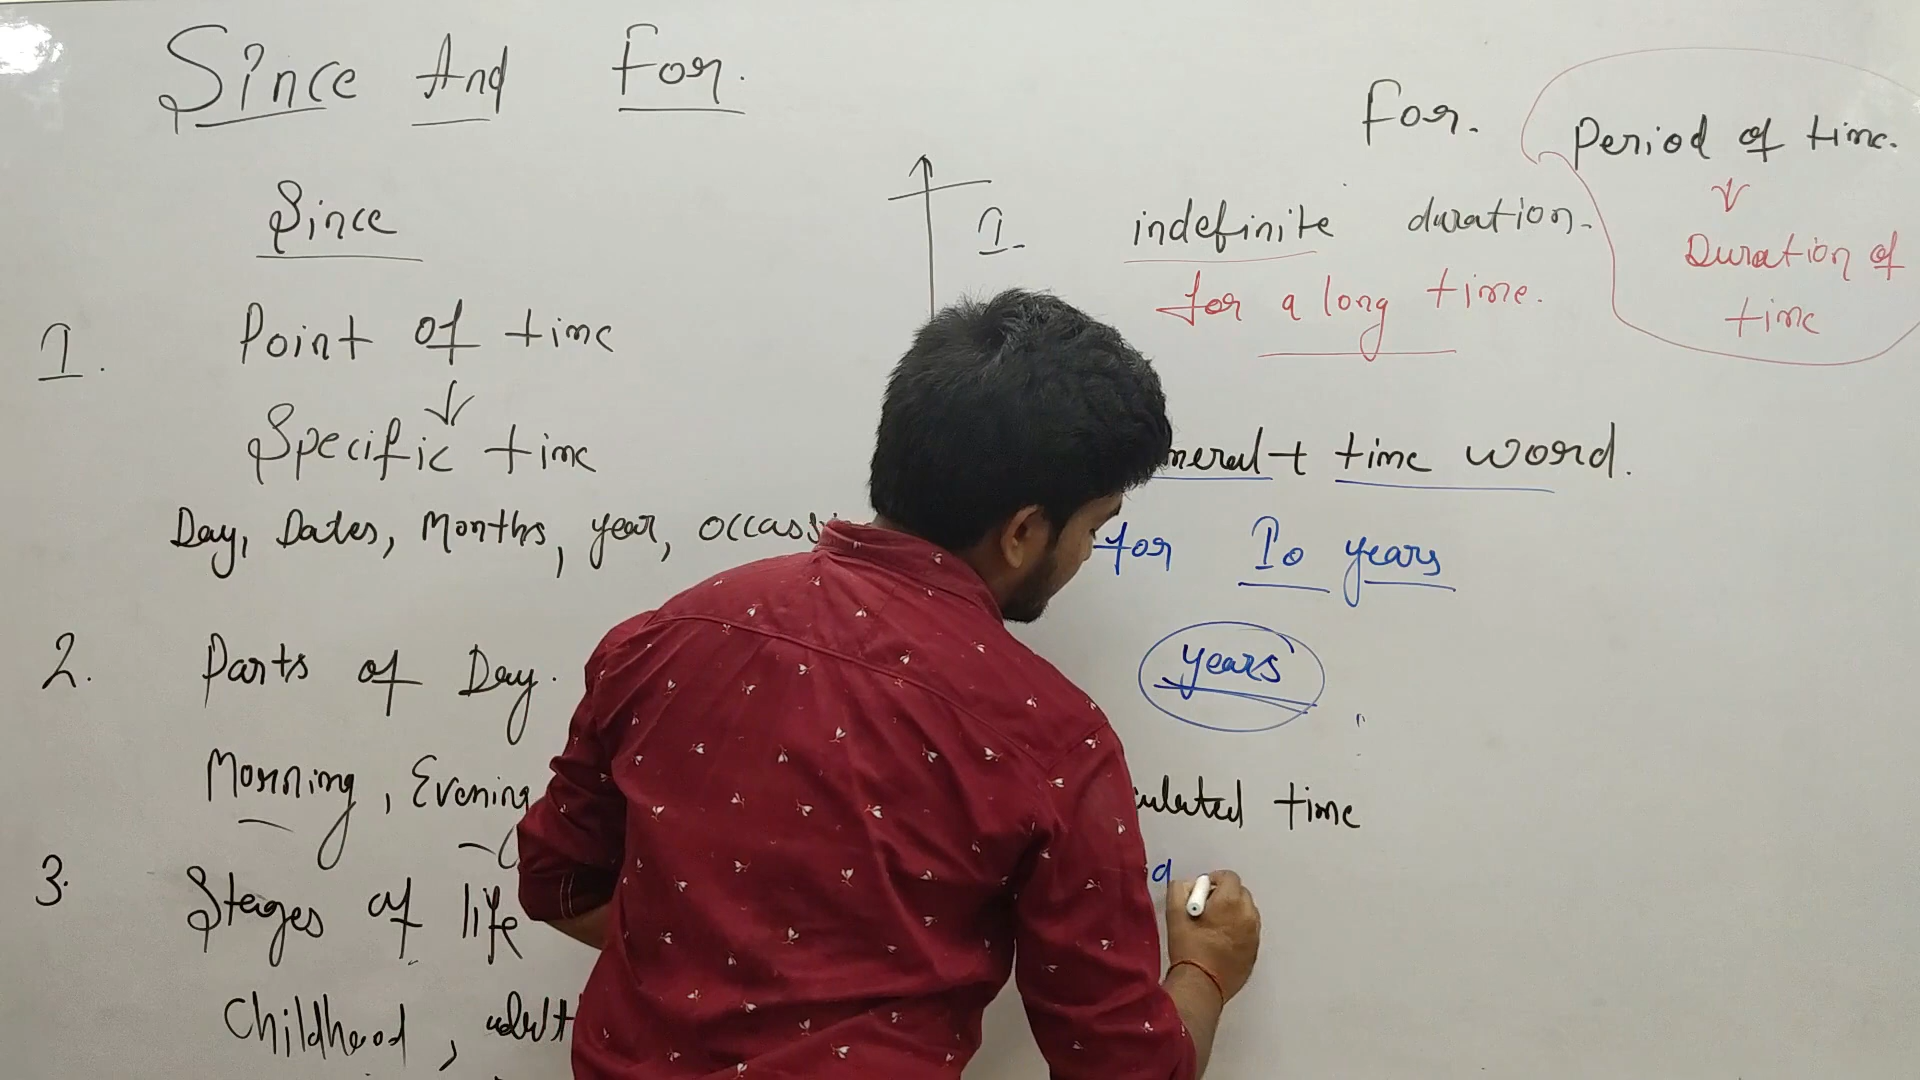 Since And For.
Since
1. Point of time
Specific time
Day, Dates, Months, year,
2. Parts of Day.
Morning, Evening
3. Stages of life
Childhood,
For.
Period of time.
Duration of
time
1. indefinite duration.
for a long time.
time word.
for 10 years
years
time
a